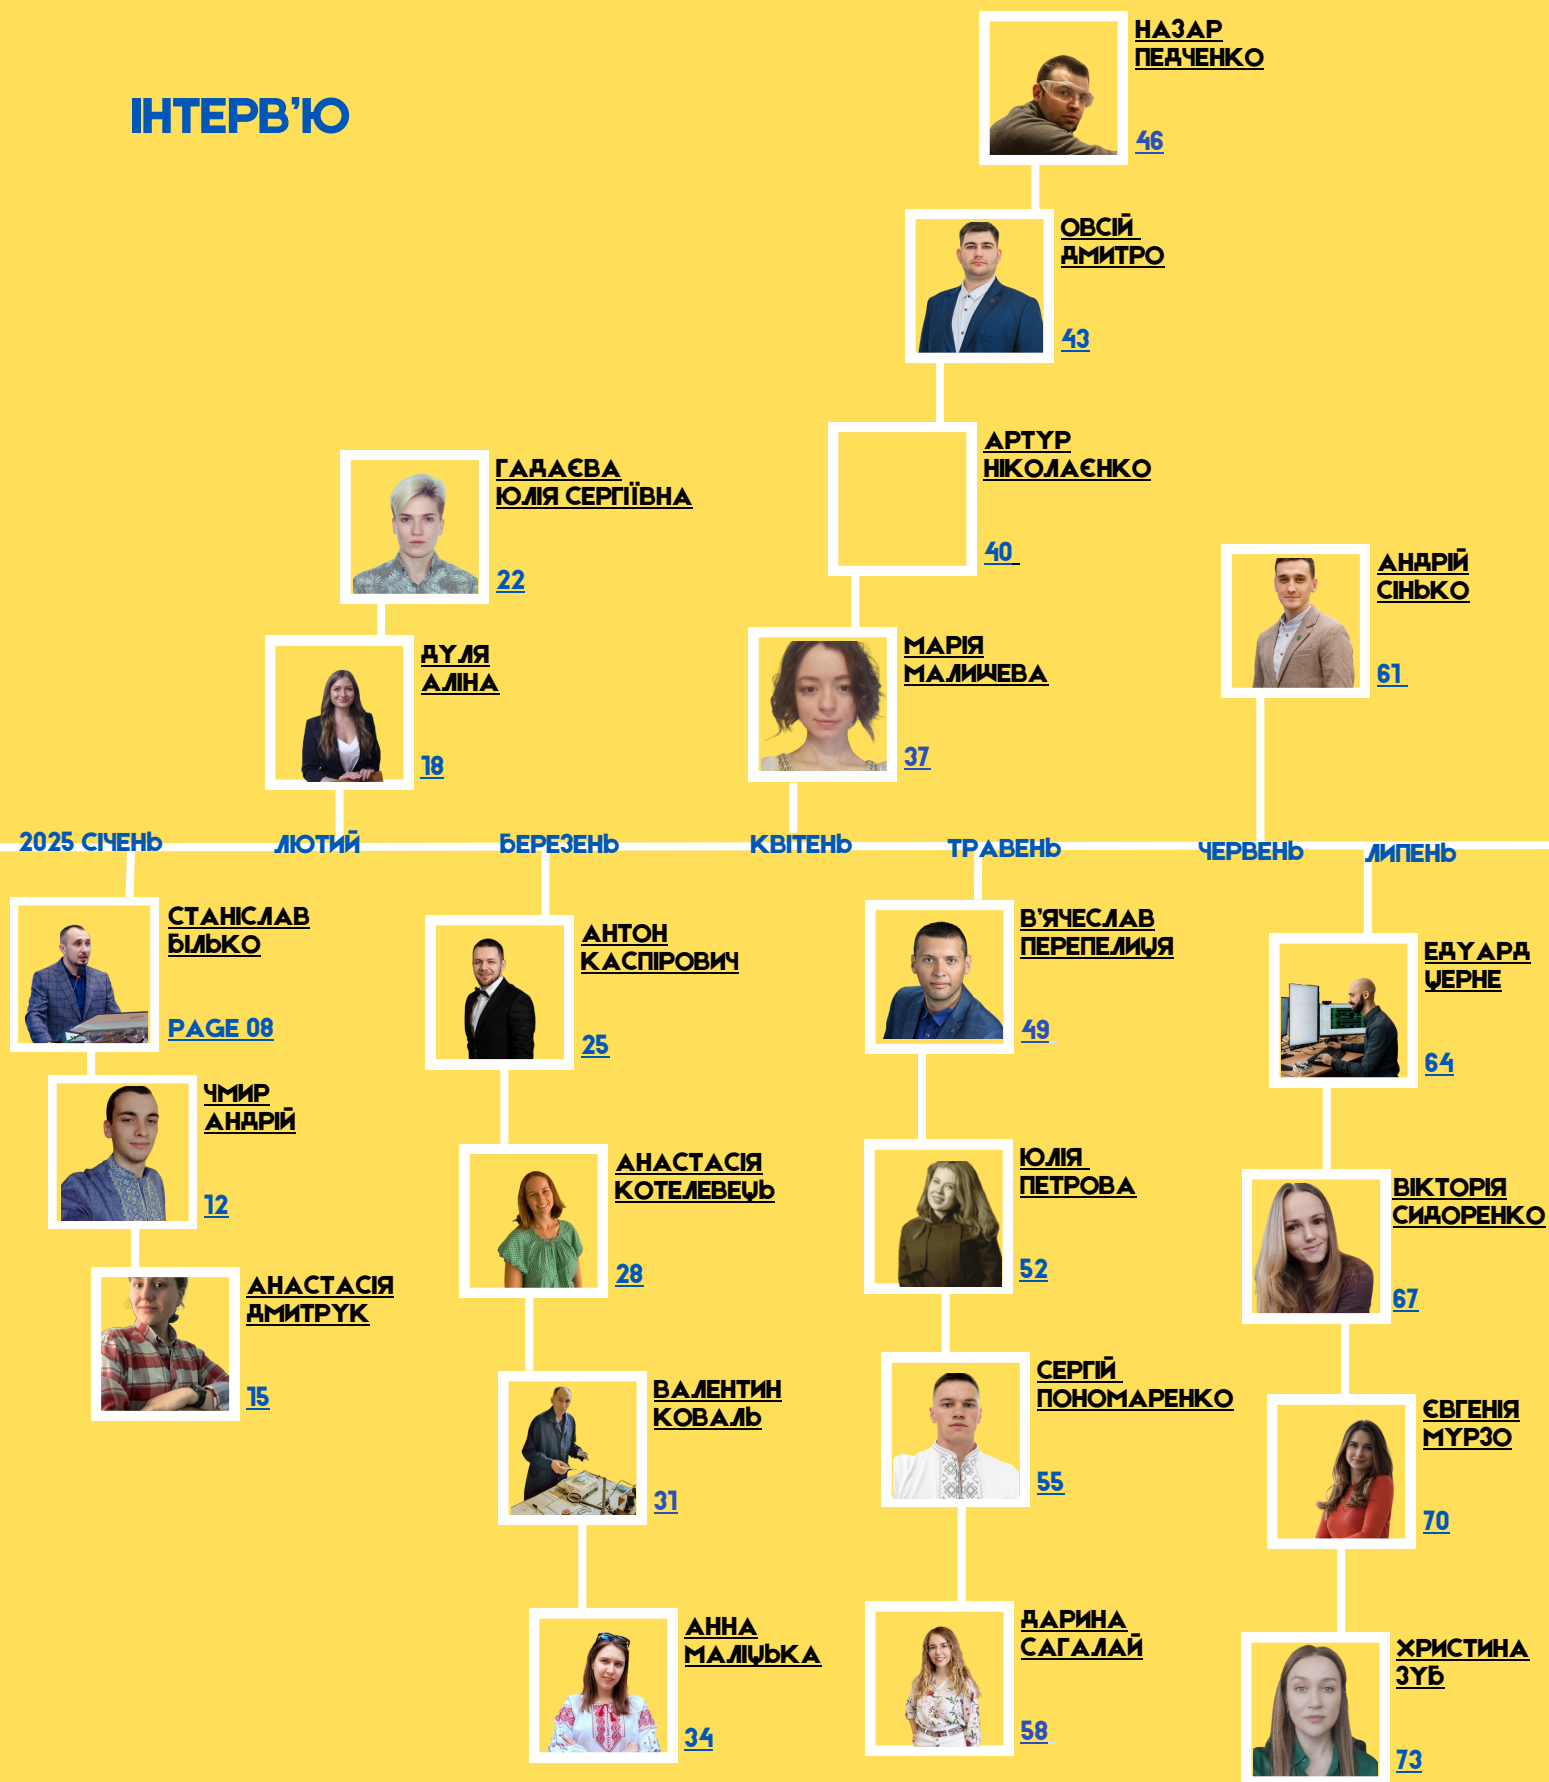 ІНТЕРВ’Ю
НАЗАР
ПЕДЧЕНКО
46
ОВСІЙ
ДМИТРО
43
АРТУР
НІКОЛАЄНКО
40
ГАДАЄВА
ЮЛІЯ СЕРГІЇВНА
22
АНДРІЙ
СІНЬКО
61
ДУЛЯ
АЛІНА
18
МАРІЯ
МАЛИШЕВА
37
2025 СІЧЕНЬ
ЛЮТИЙ
БЕРЕЗЕНЬ
КВІТЕНЬ
ТРАВЕНЬ
ЧЕРВЕНЬ
ЛИПЕНЬ
СТАНІСЛАВ
БІЛЬКО
PAGE 08
ЧМИР
АНДРІЙ
12
АНАСТАСІЯ
ДМИТРУК
15
АНТОН
КАСПІРОВИЧ
25
АНАСТАСІЯ
КОТЕЛЕВЕЦЬ
28
ВАЛЕНТИН
КОВАЛЬ
31
АННА
МАЛІЦЬКА
34
В’ЯЧЕСЛАВ
ПЕРЕПЕЛИЦЯ
49
ЮЛІЯ
ПЕТРОВА
52
СЕРГІЙ
ПОНОМАРЕНКО
55
ДАРИНА
САГАЛАЙ
58
ЕДУАРД
ЦЕРНЕ
64
ВІКТОРІЯ
СИДОРЕНКО
67
ЄВГЕНІЯ
МУРЗО
70
ХРИСТИНА
ЗУБ
73